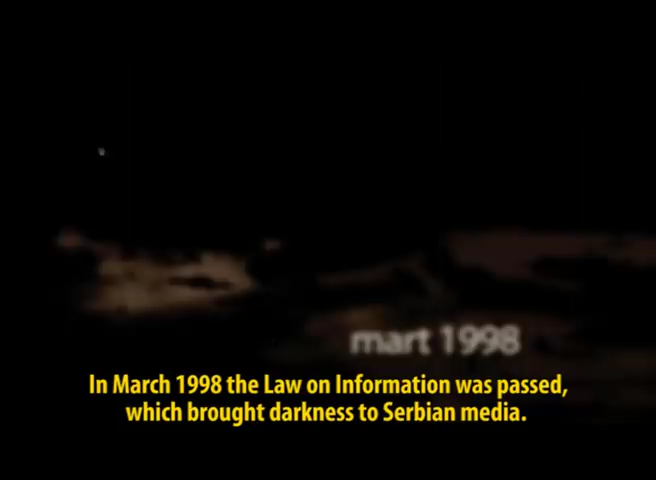 mart 1998
In March 1998 the Law on Information was passed,
which brought darkness to Serbian media.